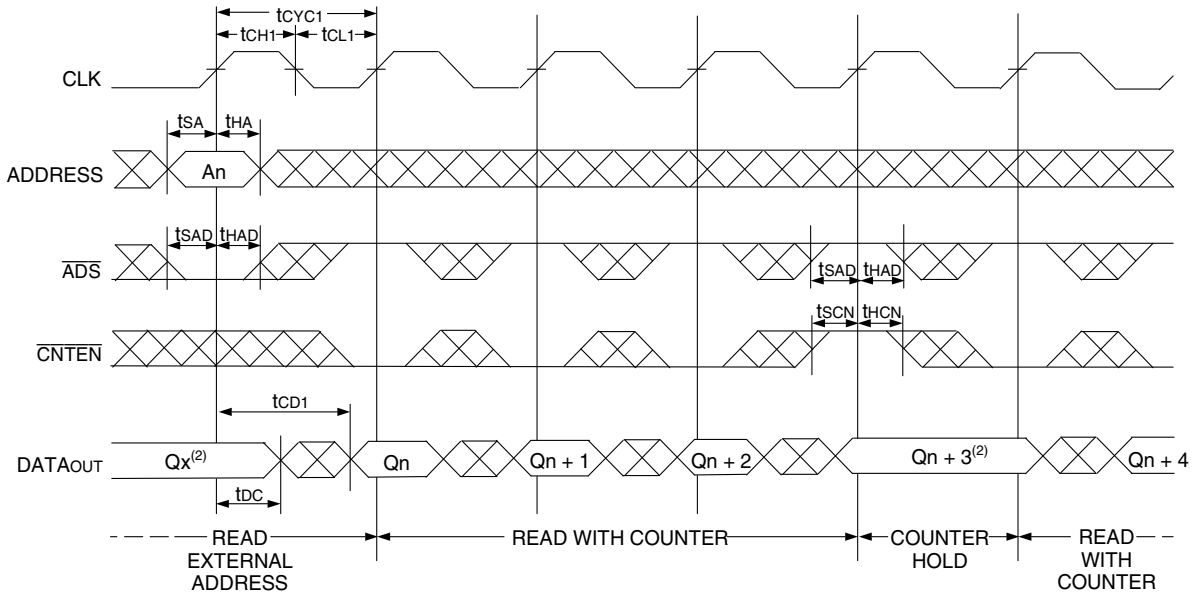 tCYC1
tCH1 tCL1
CLK
tSA tHA
ADDRESS An
tSAD tHAD
ADS
tSAD tHAD
tSCN tHCN
CNTEN
tCD1
DATAOUT Qx(2) Qn Qn + 1 Qn + 2 Qn + 3(2) Qn + 4
tDC
READ EXTERNAL ADDRESS
READ WITH COUNTER
COUNTER HOLD
READ WITH COUNTER